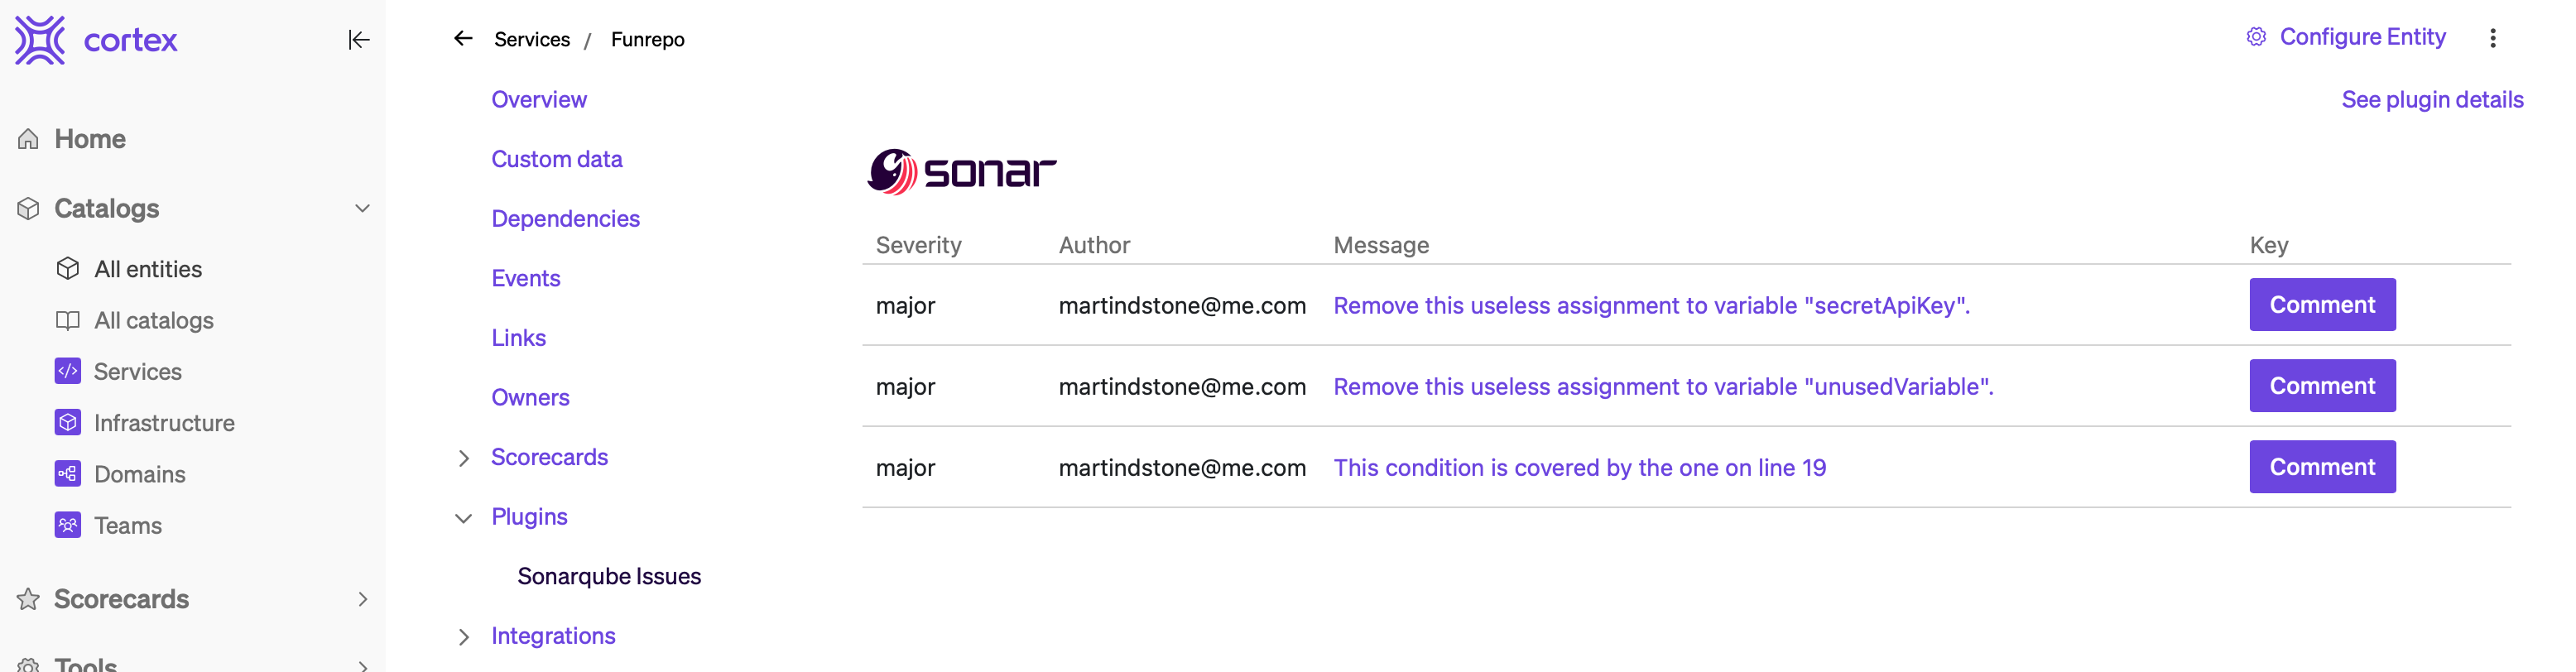 cortex
Home
Catalogs
All entities
All catalogs
Services
Infrastructure
Domains
Teams
Scorecards
Tools
Services / Funrepo
Configure Entity
Overview
Custom data
Dependencies
Events
Links
Owners
Scorecards
Plugins
Sonarqube Issues
Integrations
See plugin details
sonar
Severity Author Message Key
major martindstone@me.com Remove this useless assignment to variable "secretApiKey". Comment
major martindstone@me.com Remove this useless assignment to variable "unusedVariable". Comment
major martindstone@me.com This condition is covered by the one on line 19 Comment